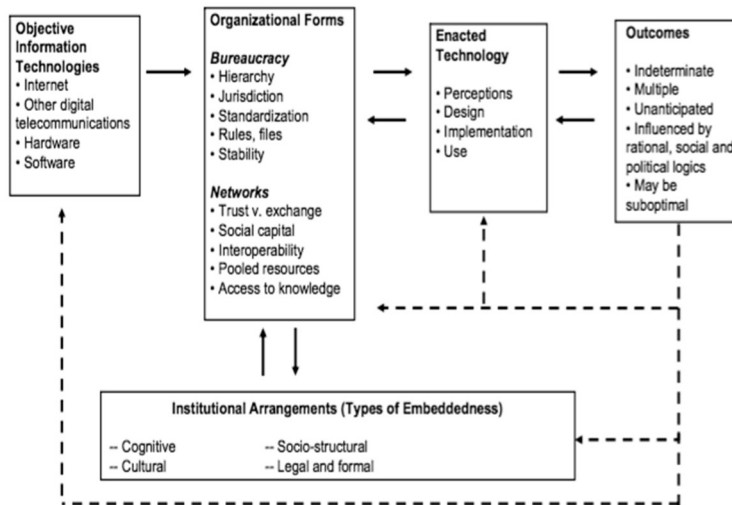 Objective
Information
Technologies
• Internet
• Other digital
telecommunications
• Hardware
• Software
Organizational Forms
Bureaucracy
• Hierarchy
• Jurisdiction
• Standardization
• Rules, files
• Stability
Networks
• Trust v. exchange
• Social capital
• Interoperability
• Pooled resources
• Access to knowledge
Enacted
Technology
• Perceptions
• Design
• Implementation
• Use
Outcomes
• Indeterminate
• Multiple
• Unanticipated
• Influenced by
rational, social and
political logics
• May be
suboptimal
Institutional Arrangements (Types of Embeddedness)
-- Cognitive -- Socio-structural
-- Cultural -- Legal and formal